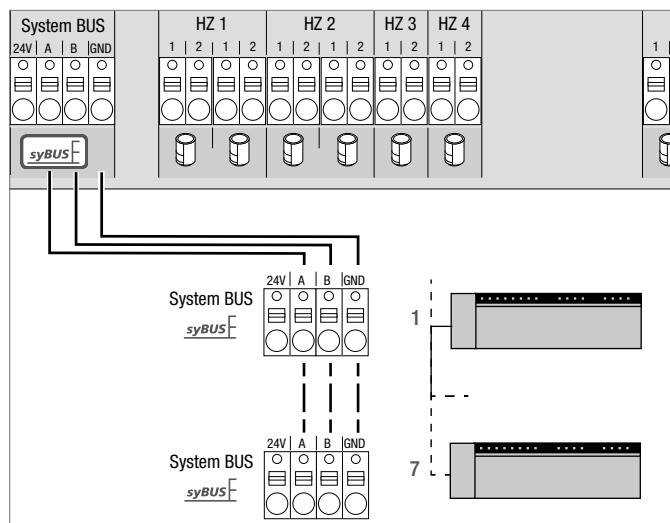 System BUS HZ 1 HZ 2 HZ 3 HZ 4
24V A B GND 1 2 1 2 1 2 1 2 1 2 1 2 1
syBUS
24V A B GND
System BUS
syBUS
1
24V A B GND
System BUS
syBUS
7